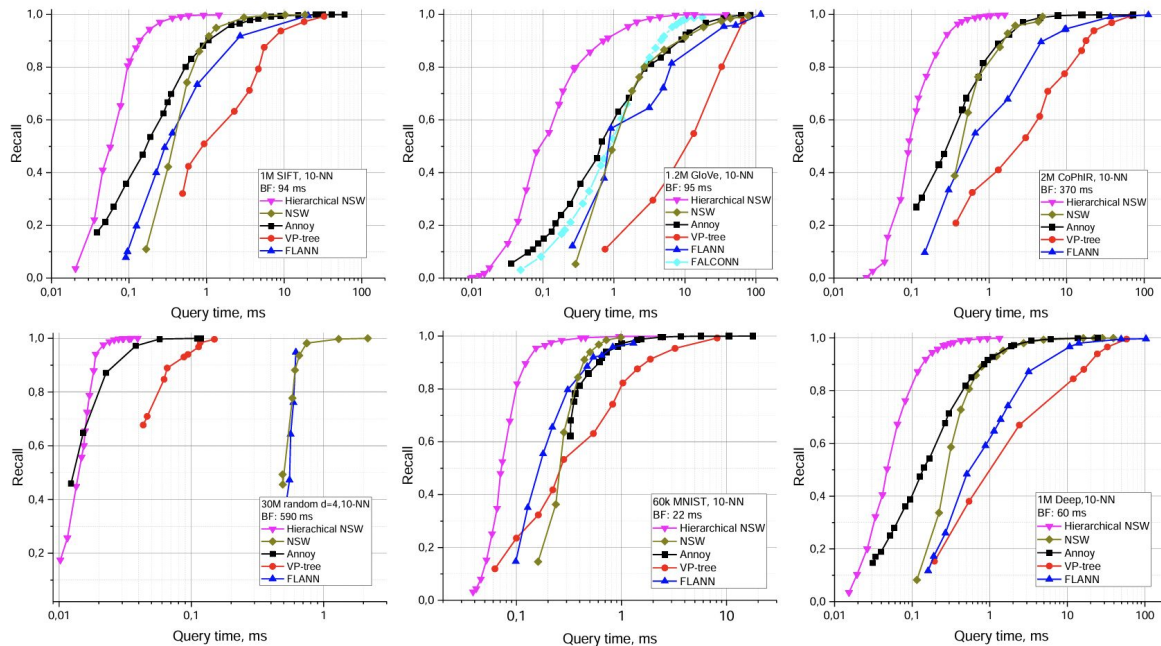 1,0
0,8
0,6
0,4
0,2
0,0
Recall
1M SIFT, 10-NN
BF: 94 ms
Hierarchical NSW
NSW
Annoy
VP-tree
FLANN
0,01 0,1 1 10 100
Query time, ms
1,0
0,8
0,6
0,4
0,2
0,0
Recall
1.2M GloVe, 10-NN
BF: 95 ms
Hierarchical NSW
NSW
Annoy
VP-tree
FLANN
FALCONN
0,01 0,1 1 10 100
Query time, ms
1,0
0,8
0,6
0,4
0,2
0,0
Recall
2M CoPhIR, 10-NN
BF: 370 ms
Hierarchical NSW
NSW
Annoy
VP-tree
FLANN
0,01 0,1 1 10 100
Query time, ms
1,0
0,8
0,6
0,4
0,2
Recall
30M random d=4,10-NN
BF: 590 ms
Hierarchical NSW
NSW
Annoy
VP-tree
FLANN
0,01 0,1 1
Query time, ms
1,0
0,8
0,6
0,4
0,2
0,0
Recall
60k MNIST, 10-NN
BF: 22 ms
Hierarchical NSW
NSW
Annoy
VP-tree
FLANN
0,1 1 10
Query time, ms
1,0
0,8
0,6
0,4
0,2
0,0
Recall
1M Deep,10-NN
BF: 60 ms
Hierarchical NSW
NSW
Annoy
VP-tree
FLANN
0,01 0,1 1 10 100
Query time, ms